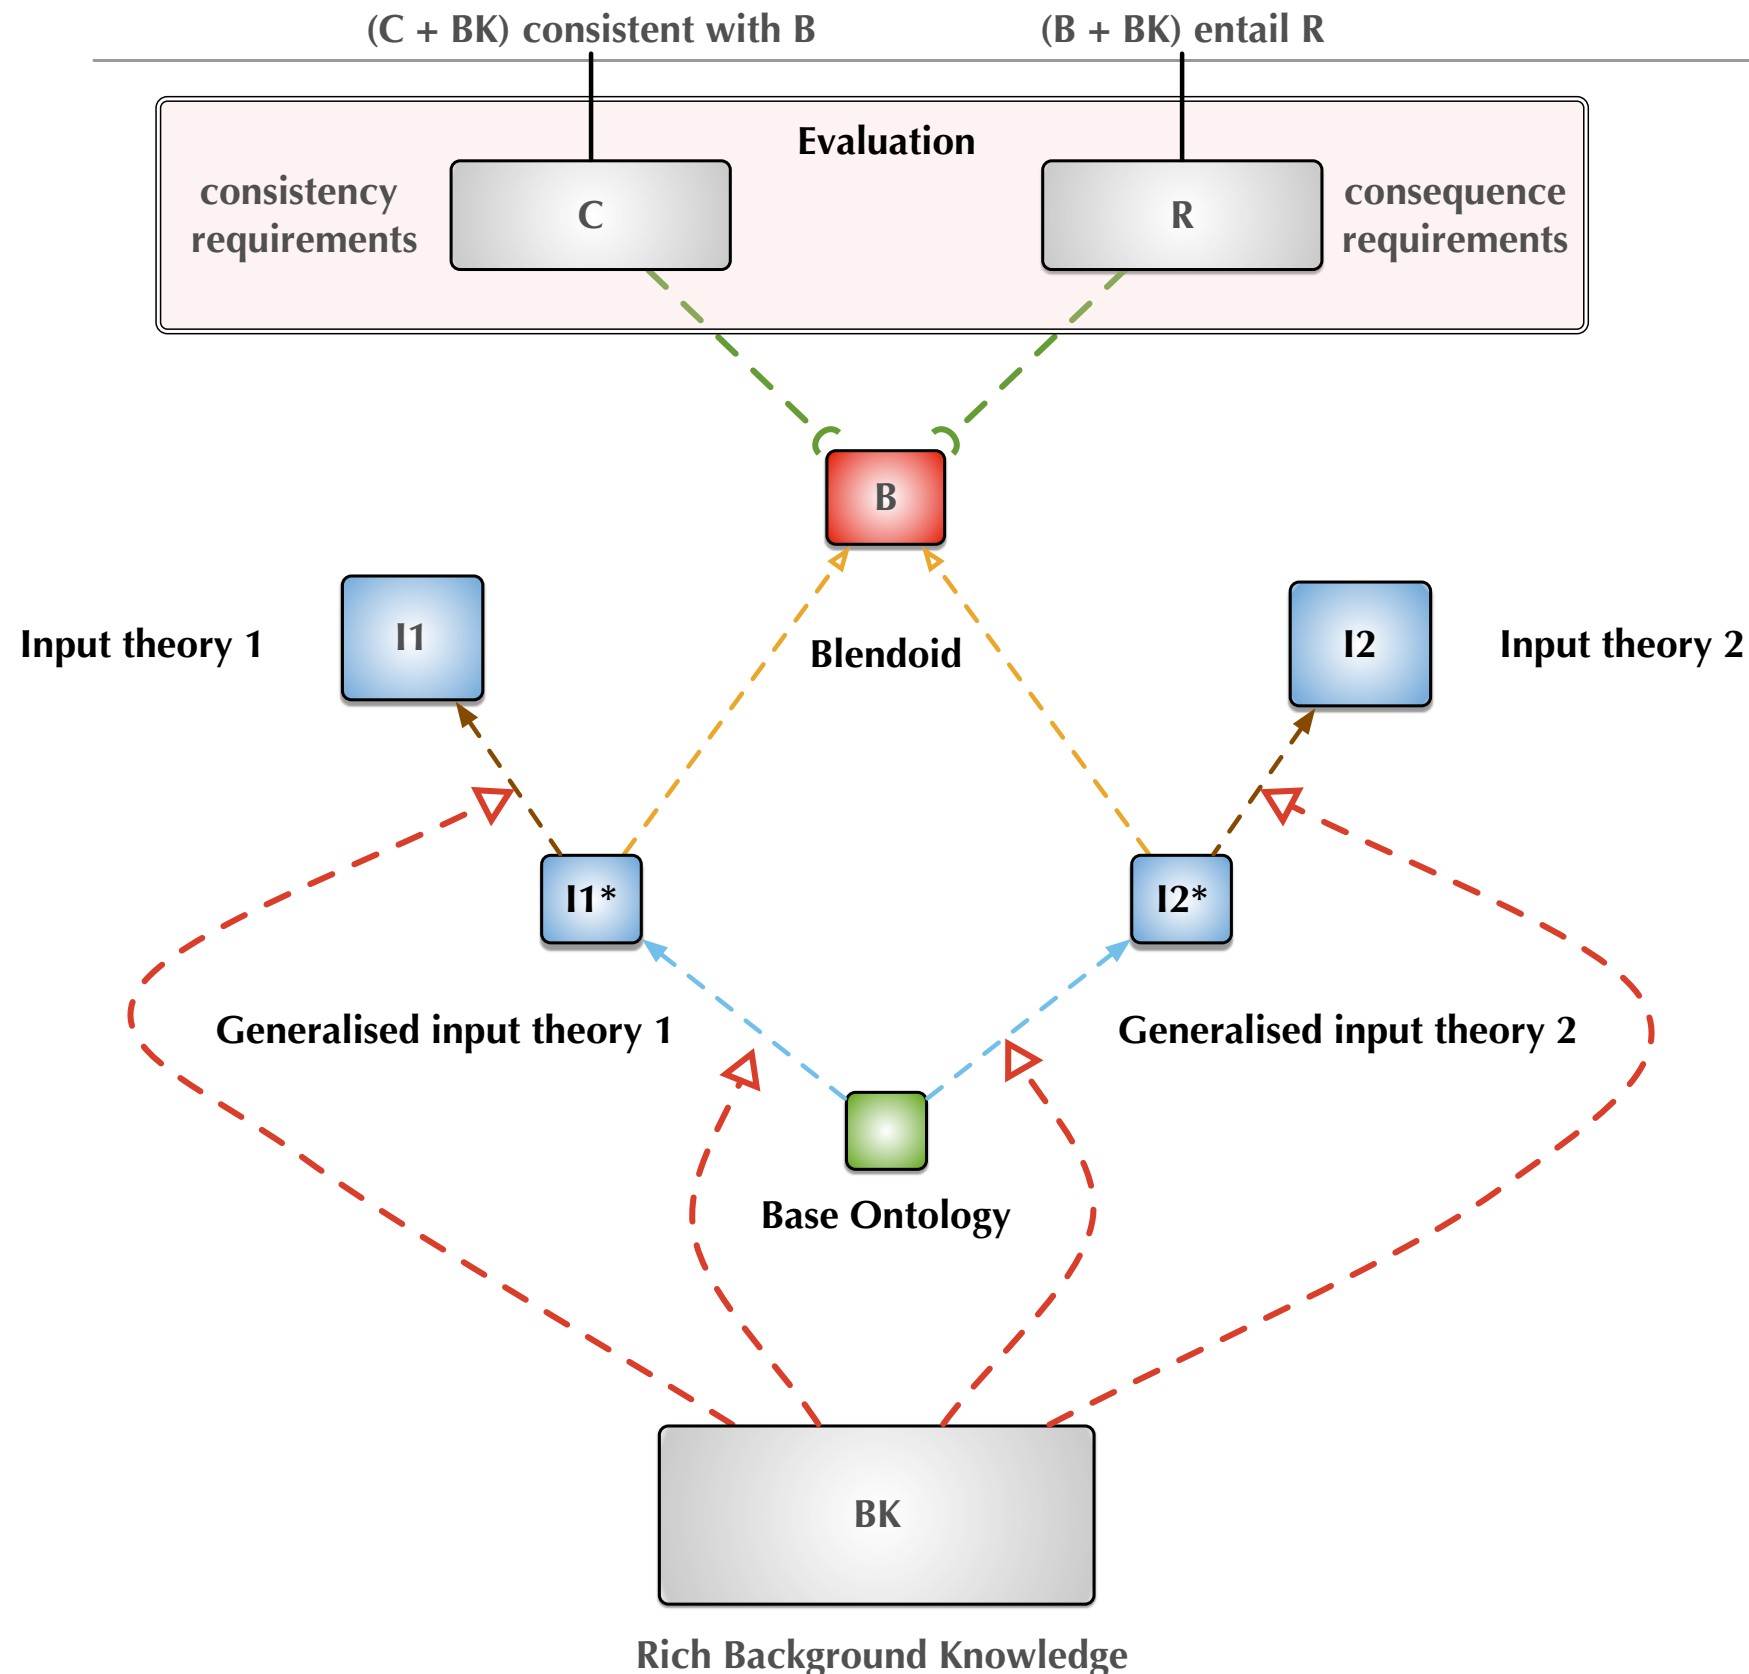 (C + BK) consistent with B
(B + BK) entail R
Evaluation
consistency
requirements
C
R
consequence
requirements
B
Input theory 1
I1
Blendoid
I2
Input theory 2
I1*
I2*
Generalised input theory 1
Generalised input theory 2
Base Ontology
BK
Rich Background Knowledge